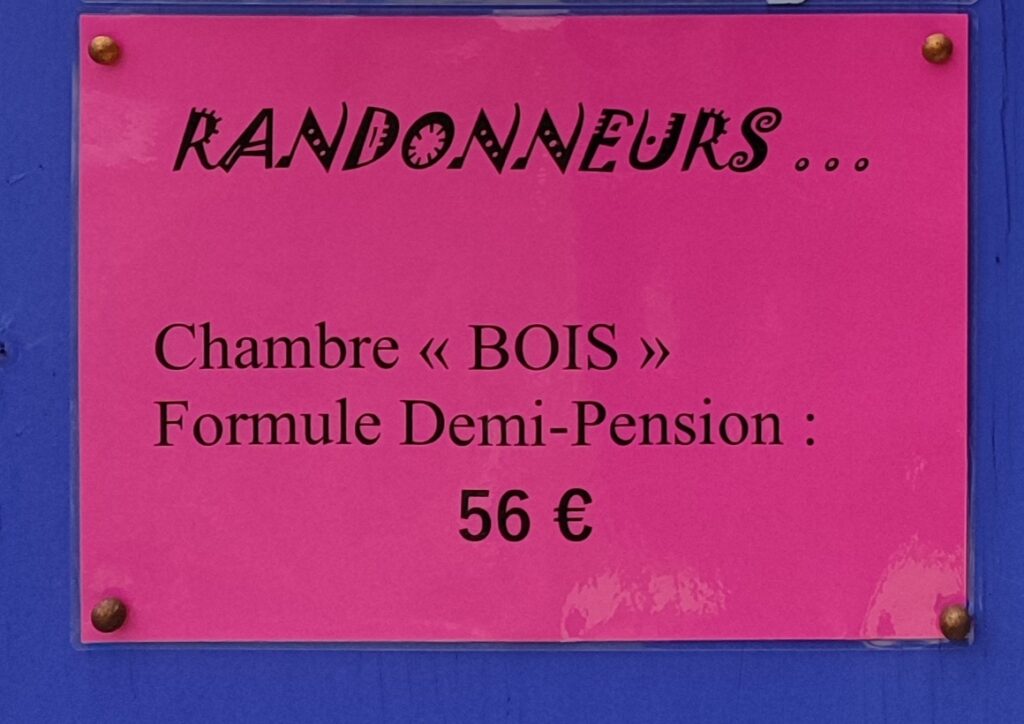 RANDONNEURS...
Chambre « BOIS »
Formule Demi-Pension :
56 €